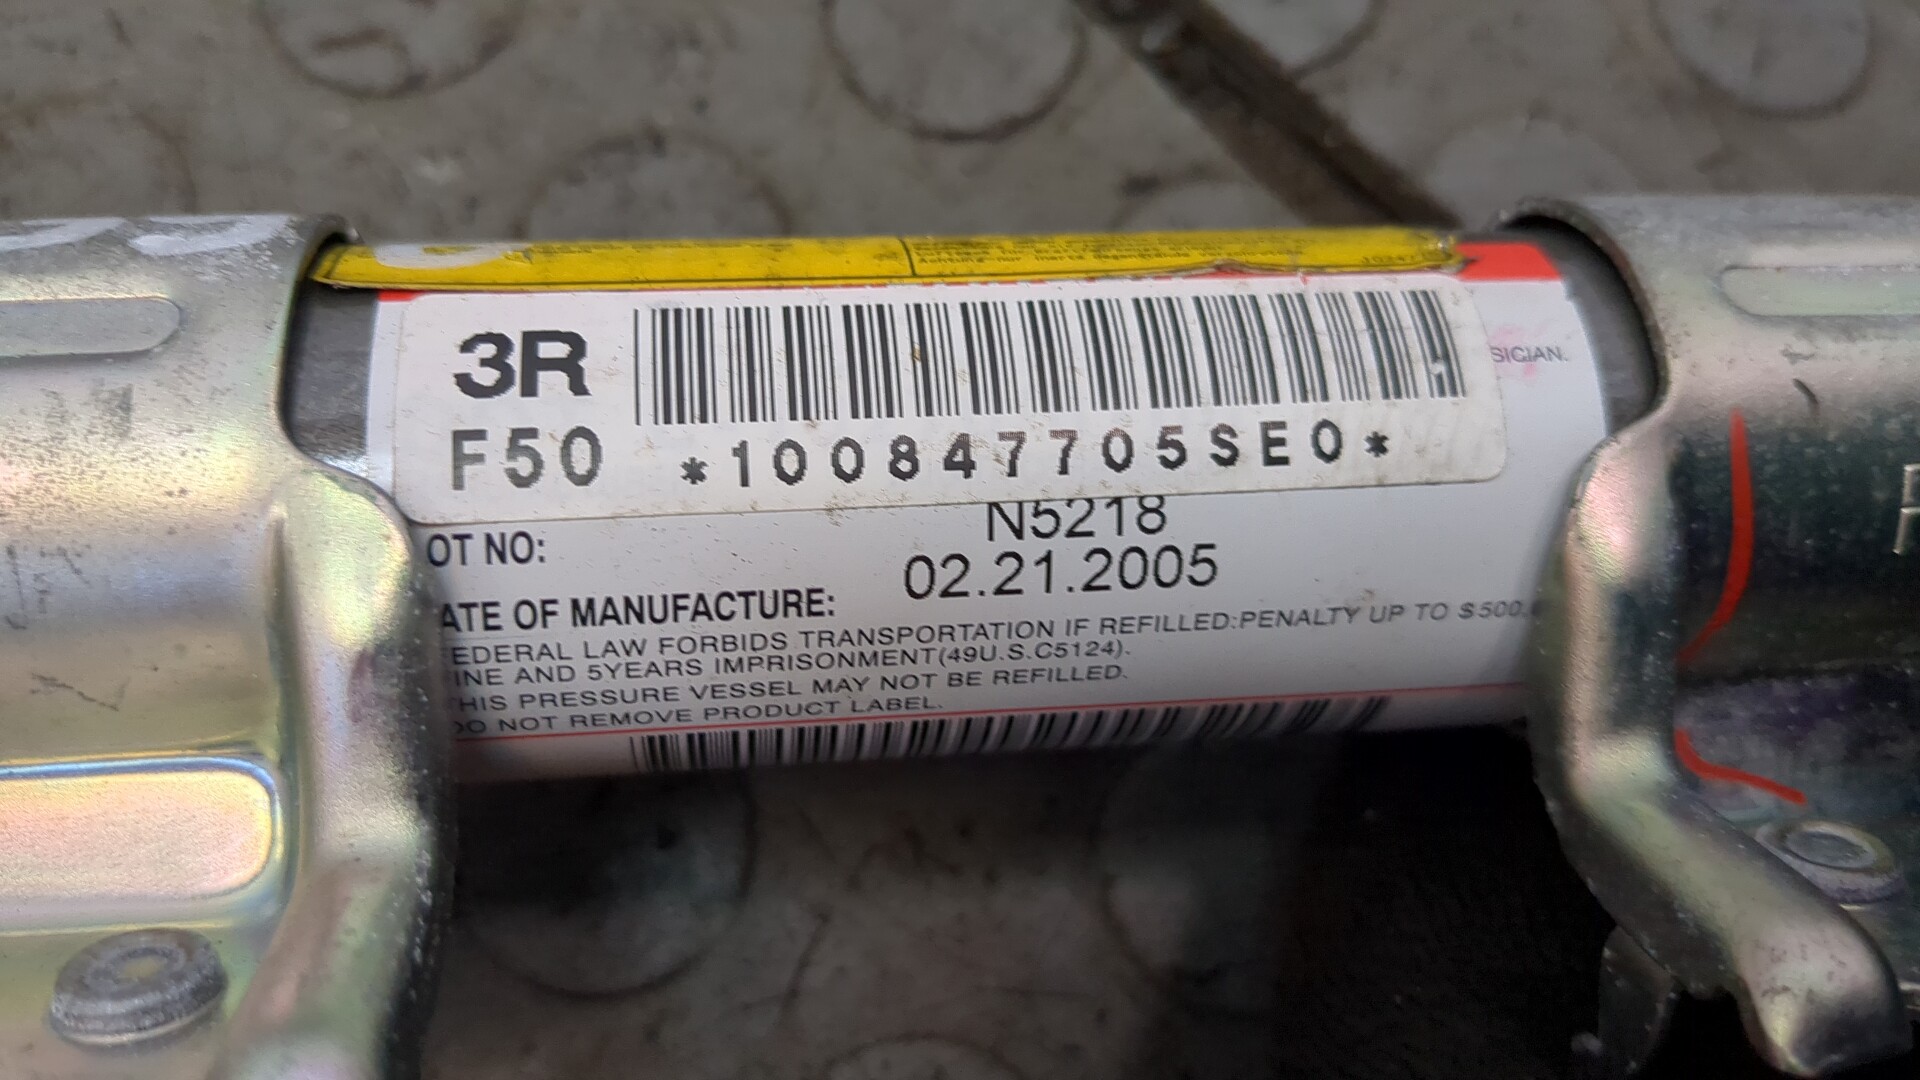 SICIAN.
3R
F50 *100847705SE0*
N5218
OT NO:
02.21.2005
ATE OF MANUFACTURE:
EDERAL LAW FORBIDS TRANSPORTATION IF REFILLED:PENALTY UP TO $500,
INE AND 5YEARS IMPRISONMENT(49U.S.C5124).
HIS PRESSURE VESSEL MAY NOT BE REFILLED.
DO NOT REMOVE PRODUCT LABEL.